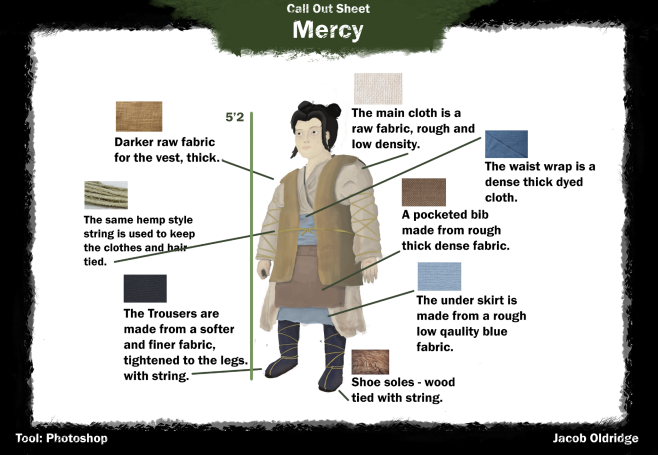 Call Out Sheet
Mercy
5'2
The main cloth is a
raw fabric, rough and
low density.
Darker raw fabric
for the vest, thick.
The waist wrap is a
dense thick dyed
cloth.
The same hemp style
string is used to keep
the clothes and hair
tied.
A pocketed bib
made from rough
thick dense fabric.
The Trousers are
made from a softer
and finer fabric,
tightened to the legs.
with string.
The under skirt is
made from a rough
low qaulity blue
fabric.
Shoe soles - wood
tied with string.
Tool: Photoshop
Jacob Oldridge